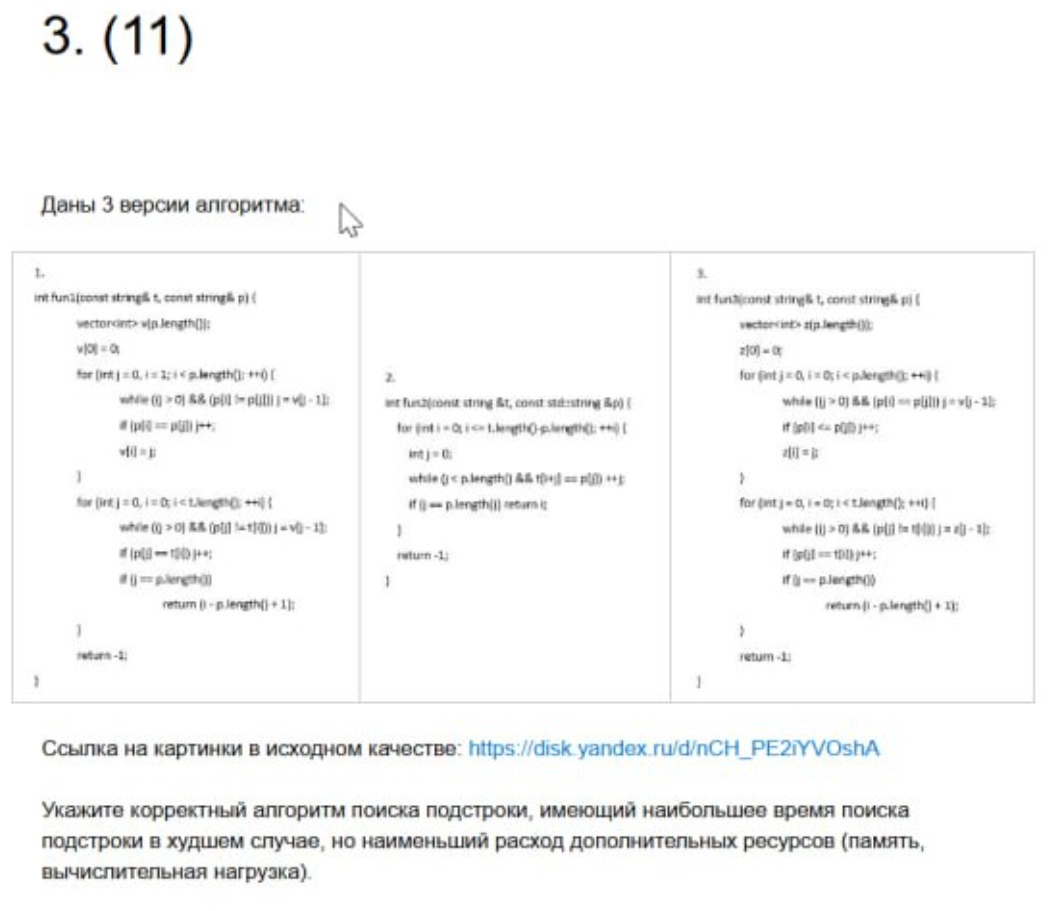 3. (11)
Даны 3 версии алгоритма:
1.
int fun1(const string& t, const string& p) {
vector<int> v(p.length());
v[0] = 0;
for (int j = 0, i = 1; i < p.length(); ++i) {
while ((j > 0) && (p[i] != p[j])) j = v[j - 1];
if (p[i] == p[j]) j++;
v[i] = j;
}
for (int j = 0, i = 0; i < t.length(); ++i) {
while ((j > 0) && (p[j] != t[i])) j = v[j - 1];
if (p[j] == t[i]) j++;
if (j == p.length())
return (i - p.length() + 1);
}
return -1;
}
2.
int fun2(const string &t, const std::string &p) {
for (int i = 0; i <= t.length()-p.length(); ++i) {
int j = 0;
while (j < p.length() && t[i+j] == p[j]) ++j;
if (j == p.length()) return i;
}
return -1;
}
3.
int fun3(const string& t, const string& p) {
vector<int> z(p.length());
z[0] = 0;
for (int j = 0, i = 0; i < p.length(); ++i) {
while ((j > 0) && (p[i] == p[j])) j = v[j - 1];
if (p[i] <= p[j]) j++;
z[i] = j;
}
for (int j = 0, i = 0; i < t.length(); ++i) {
while ((j > 0) && (p[j] != t[i])) j = z[j - 1];
if (p[j] == t[i]) j++;
if (j == p.length())
return (i - p.length() + 1);
}
return -1;
}
Ссылка на картинки в исходном качестве: https://disk.yandex.ru/d/nCH_PE2iYVOshA
Укажите корректный алгоритм поиска подстроки, имеющий наибольшее время поиска
подстроки в худшем случае, но наименьший расход дополнительных ресурсов (память,
вычислительная нагрузка).